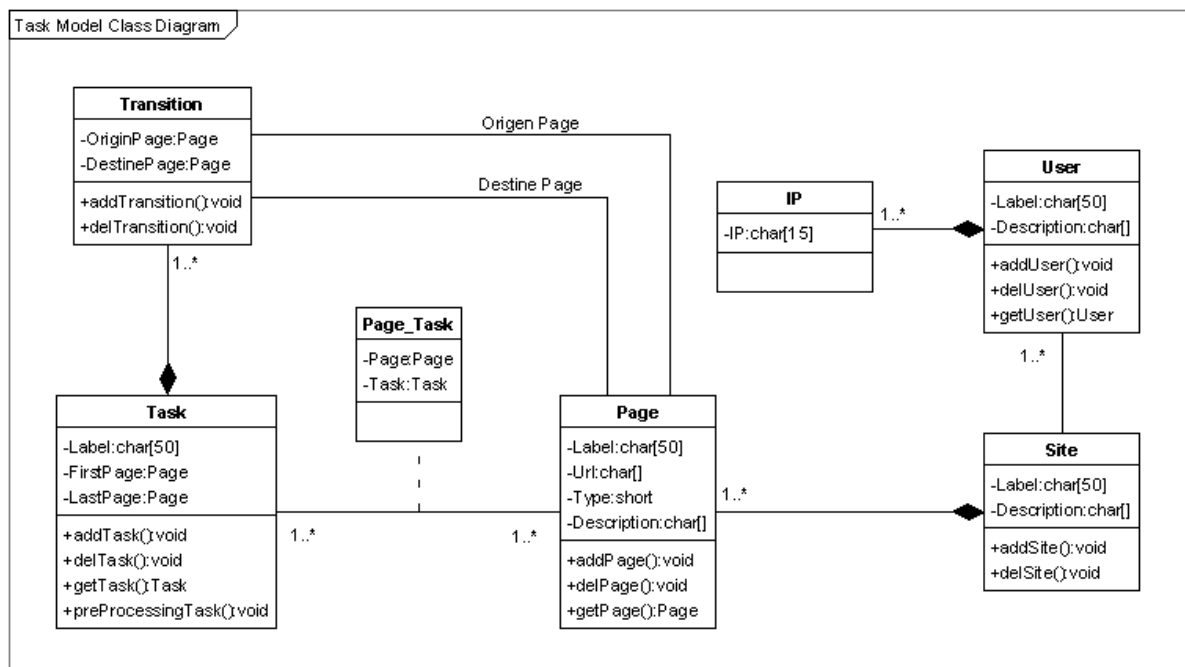 Task Model Class Diagram
Transition
-OriginPage:Page
-DestinePage:Page
+addTransition():void
+delTransition():void
1..*
Origen Page
Destine Page
IP
-IP:char[15]
1..*
User
-Label:char[50]
-Description:char[]
+addUser():void
+delUser():void
+getUser():User
1..*
Page_Task
-Page:Page
-Task:Task
Task
-Label:char[50]
-FirstPage:Page
-LastPage:Page
+addTask():void
+delTask():void
+getTask():Task
+preProcessingTask():void
1..*
1..*
Page
-Label:char[50]
-Url:char[]
-Type:short
-Description:char[]
+addPage():void
+delPage():void
+getPage():Page
1..*
Site
-Label:char[50]
-Description:char[]
+addSite():void
+delSite():void